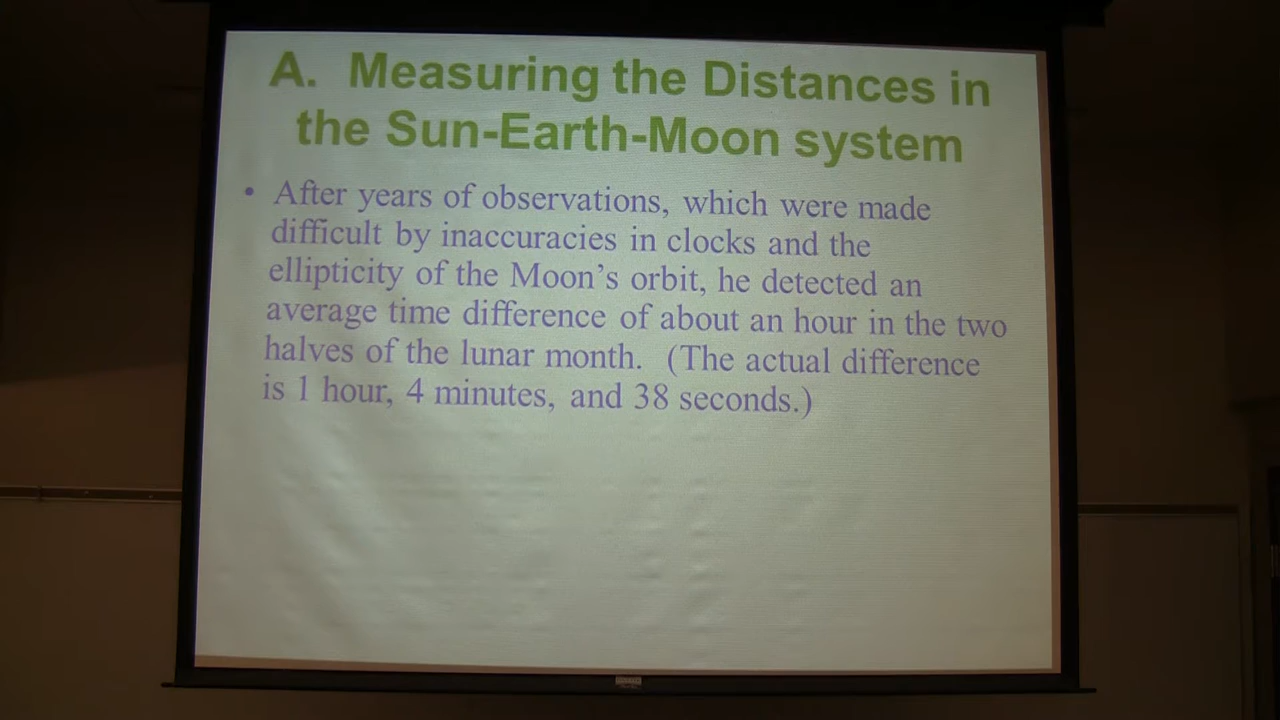 A. Measuring the Distances in
the Sun-Earth-Moon system
• After years of observations, which were made
difficult by inaccuracies in clocks and the
ellipticity of the Moon's orbit, he detected an
average time difference of about an hour in the two
halves of the lunar month. (The actual difference
is 1 hour, 4 minutes, and 38 seconds.)